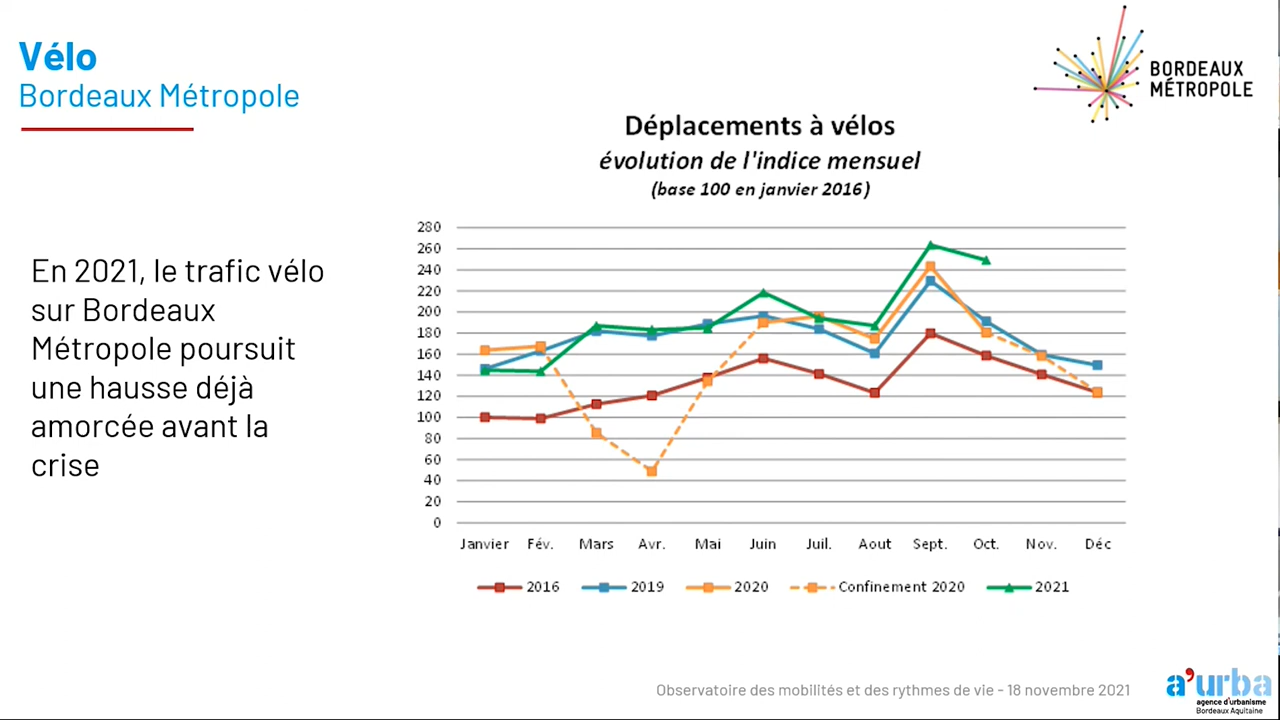 Vélo
Bordeaux Métropole
BORDEAUX
MÉTROPOLE
Déplacements à vélos
évolution de l'indice mensuel
(base 100 en janvier 2016)
En 2021, le trafic vélo
sur Bordeaux
Métropole poursuit
une hausse déjà
amorcée avant la
crise
280
260
240
220
200
180
160
140
120
100
80
60
40
20
0
Janvier Fév. Mars Avr. Mai Juin Juil. Aout Sept. Oct. Nov. Déc
2016 2019 2020 Confinement 2020 2021
Observatoire des mobilités et des rythmes de vie - 18 novembre 2021
a'urba
agence d'urbanisme
Bordeaux Aquitaine